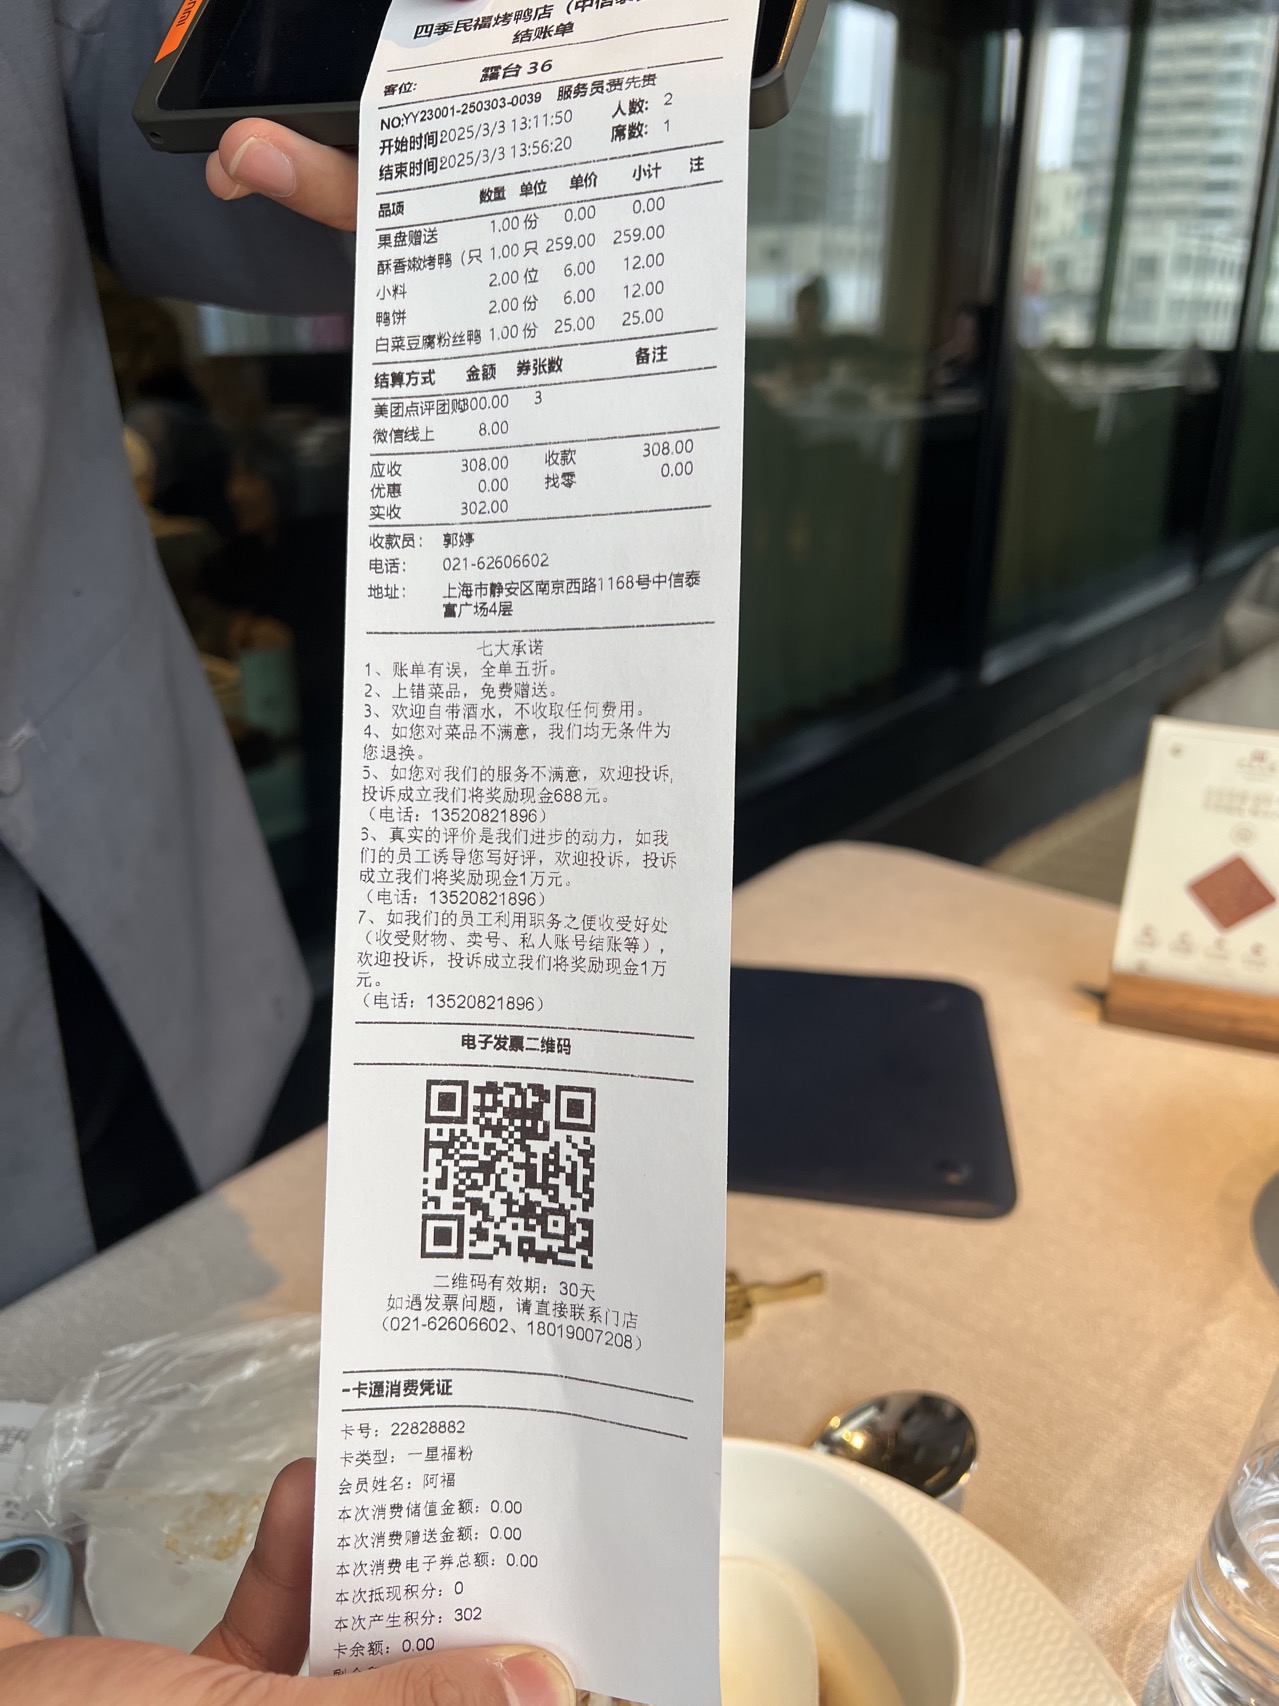 四季民福烤鸭店（中信泰
结账单
客位: 露台 36
NO:YY23001-250303-0039 服务员:贾先贵
开始时间2025/3/3 13:11:50 人数: 2
结束时间2025/3/3 13:56:20 席数: 1
品项 数量 单位 单价 小计 注
果盘赠送 1.00 份 0.00 0.00
酥香嫩烤鸭（只 1.00 只 259.00 259.00
小料 2.00 位 6.00 12.00
鸭饼 2.00 份 6.00 12.00
白菜豆腐粉丝鸭 1.00 份 25.00 25.00
结算方式 金额 券张数 备注
美团点评团购300.00 3
微信线上 8.00
应收 308.00 收款 308.00
优惠 0.00 找零 0.00
实收 302.00
收款员： 郭婷
电话： 021-62606602
地址： 上海市静安区南京西路1168号中信泰
富广场4层
七大承诺
1、账单有误，全单五折。
2、上错菜品，免费赠送。
3、欢迎自带酒水，不收取任何费用。
4、如您对菜品不满意，我们均无条件为
您退换。
5、如您对我们的服务不满意，欢迎投诉,
投诉成立我们将奖励现金688元。
（电话：13520821896）
3、真实的评价是我们进步的动力，如我
们的员工诱导您写好评，欢迎投诉，投诉
成立我们将奖励现金1万元。
（电话：13520821896）
7、如我们的员工利用职务之便收受好处
（收受财物、卖号、私人账号结账等），
欢迎投诉，投诉成立我们将奖励现金1万
元。
（电话：13520821896）
电子发票二维码
二维码有效期：30天
如遇发票问题，请直接联系门店
（021-62606602、18019007208）
-卡通消费凭证
卡号：22828882
卡类型：一星福粉
会员姓名：阿福
本次消费储值金额：0.00
本次消费赠送金额：0.00
本次消费电子券总额：0.00
本次抵现积分：0
本次产生积分：302
卡余额：0.00